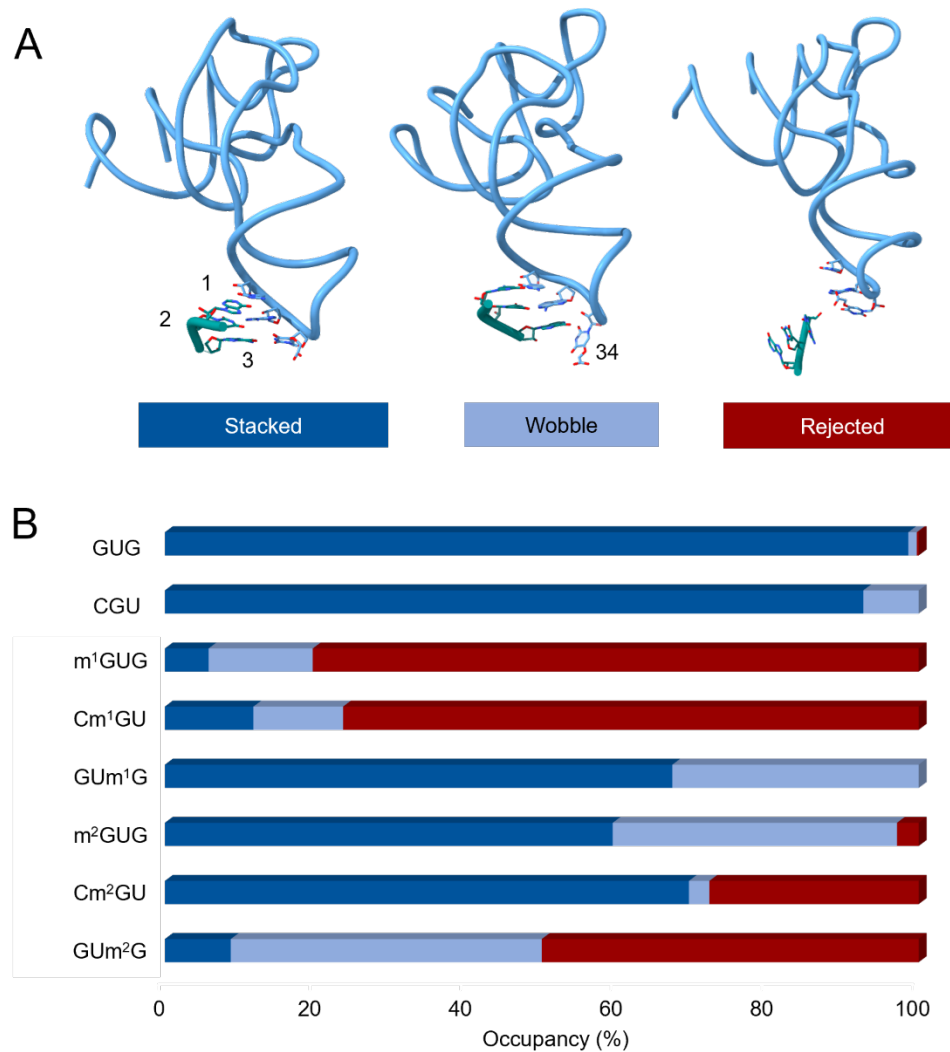 A
1
2
3
34
Stacked
Wobble
Rejected
B
GUG
CGU
m¹GUG
Cm¹GU
GUm¹G
m²GUG
Cm²GU
GUm²G
0 20 40 60 80 100
Occupancy (%)